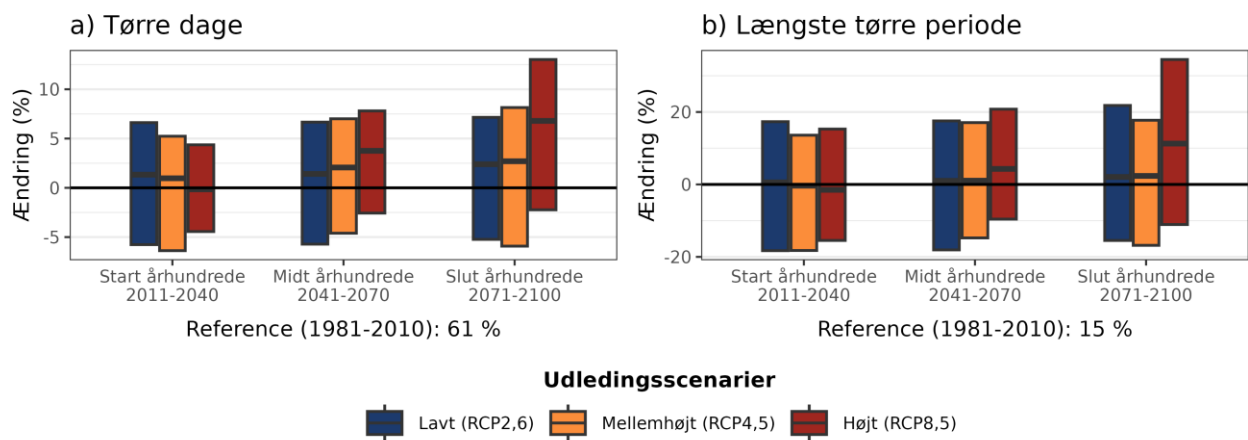 a) Tørre dage
b) Længste tørre periode
Ændring (%)
10
5
0
-5
Start århundrede
2011-2040
Midt århundrede
2041-2070
Slut århundrede
2071-2100
Reference (1981-2010): 61 %
Ændring (%)
20
0
-20
Start århundrede
2011-2040
Midt århundrede
2041-2070
Slut århundrede
2071-2100
Reference (1981-2010): 15 %
Udledingsscenarier
Lavt (RCP2,6)
Mellemhøjt (RCP4,5)
Højt (RCP8,5)